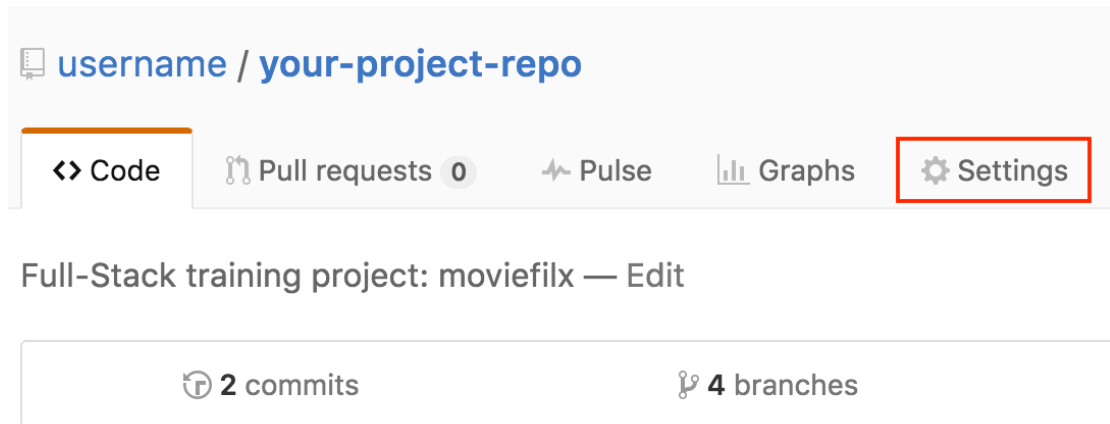 username / your-project-repo
<> Code Pull requests 0 Pulse Graphs Settings
Full-Stack training project: moviefilx — Edit
2 commits 4 branches